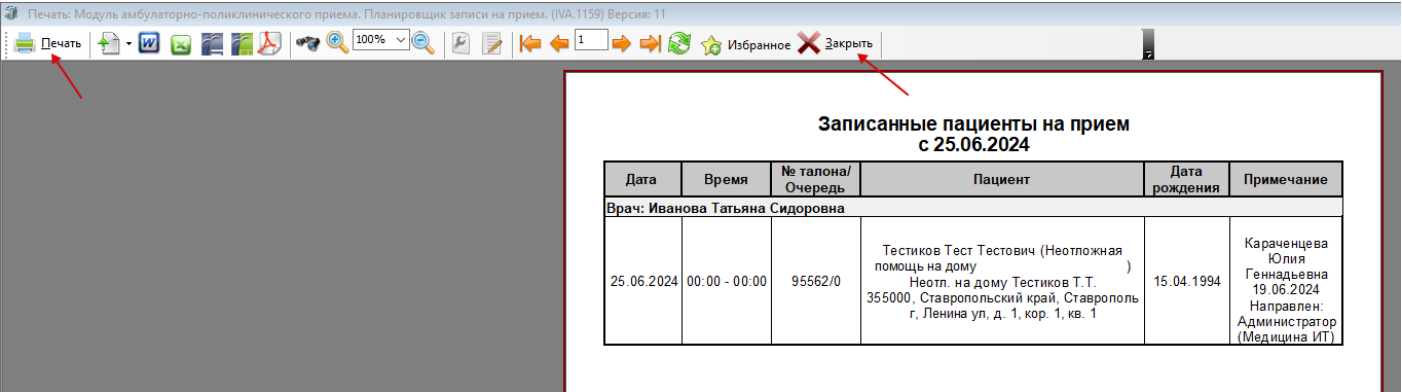 Печать: Модуль амбулаторно-поликлинического приема. Планировщик записи на прием. (IVA.1159) Версия: 11
Печать
100%
1
Избранное
Закрыть
Записанные пациенты на прием
с 25.06.2024
Дата
Время
№ талона/
Очередь
Пациент
Дата
рождения
Примечание
Врач: Иванова Татьяна Сидоровна
25.06.2024
00:00 - 00:00
95562/0
Тестиков Тест Тестович (Неотложная
помощь на дому )
Неотл. на дому Тестиков Т.Т.
355000, Ставропольский край, Ставрополь
г, Ленина ул, д. 1, кор. 1, кв. 1
15.04.1994
Караченцева
Юлия
Геннадьевна
19.06.2024
Направлен:
Администратор
(Медицина ИТ)